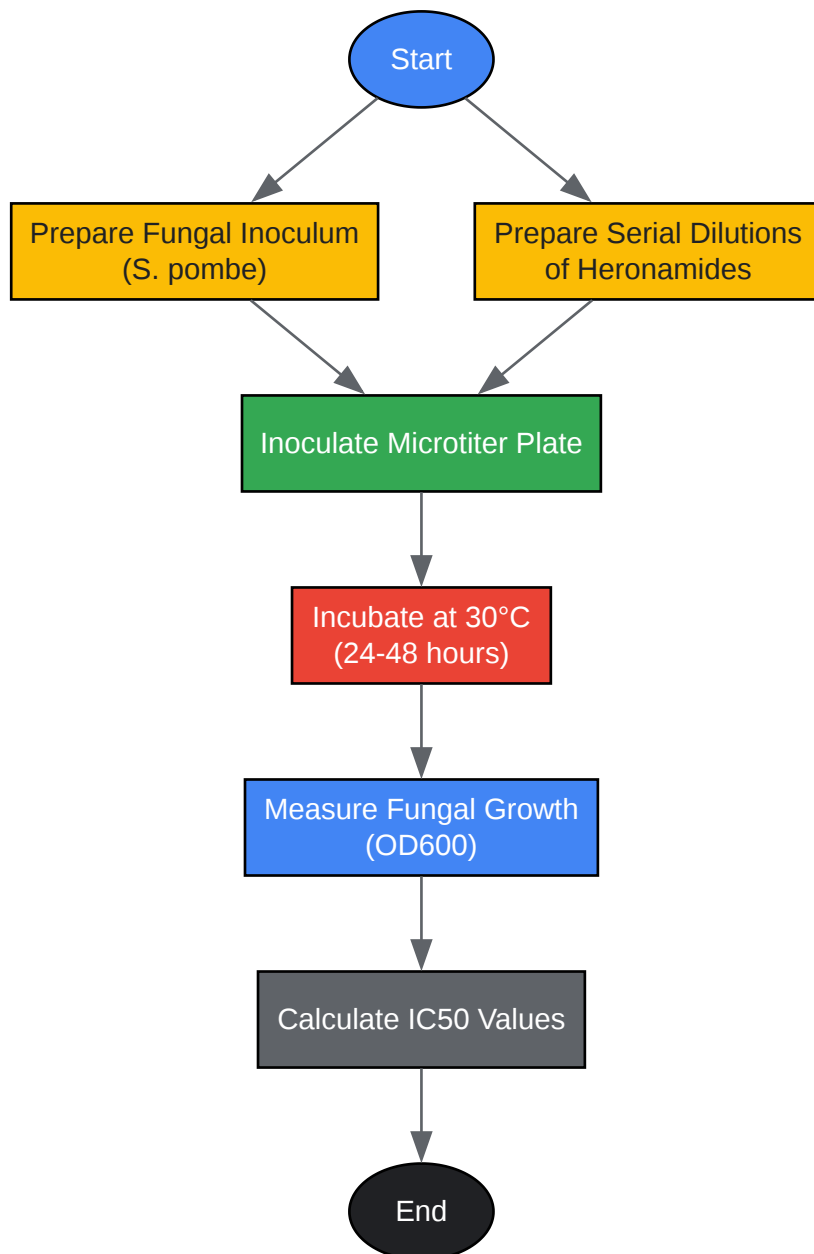 Start
Prepare Fungal Inoculum
(S. pombe)
Prepare Serial Dilutions
of Heronamides
Inoculate Microtiter Plate
Incubate at 30°C
(24-48 hours)
Measure Fungal Growth
(OD600)
Calculate IC50 Values
End